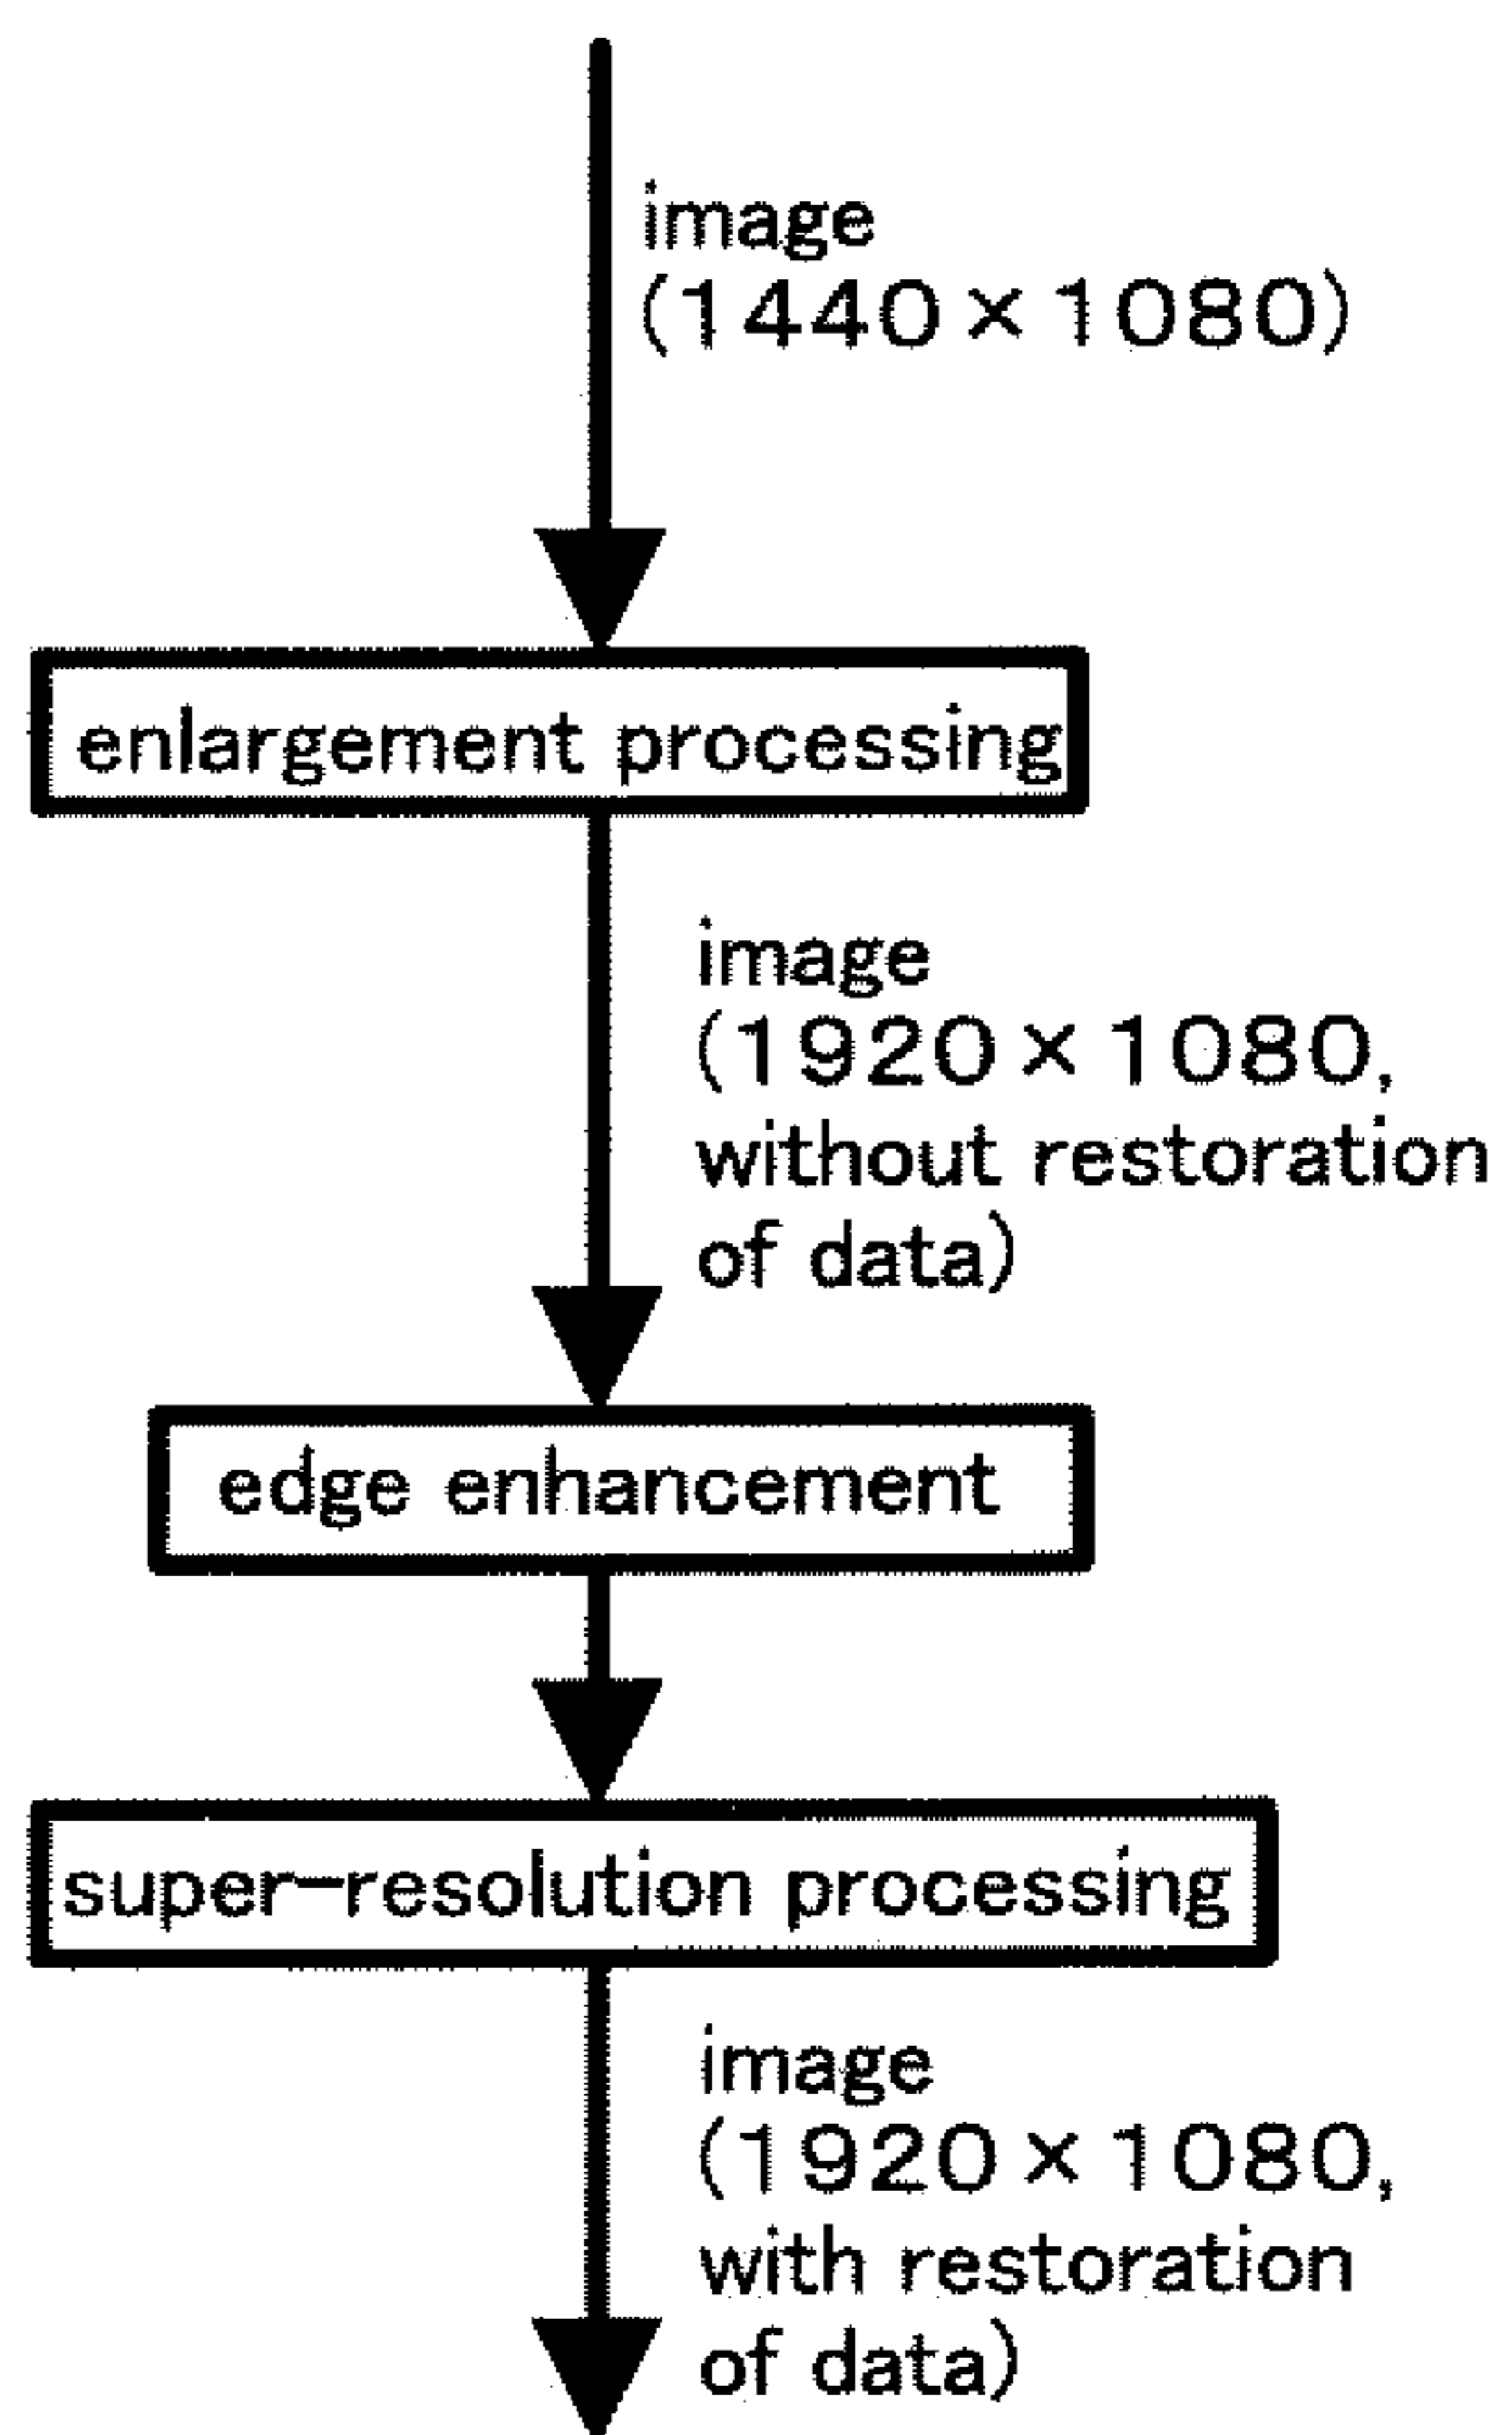 image
(1440×1080)
enlargement processing
image
(1920×1080,
without restoration
of data)
edge enhancement
super-resolution processing
image
(1920×1080,
with restoration
of data)